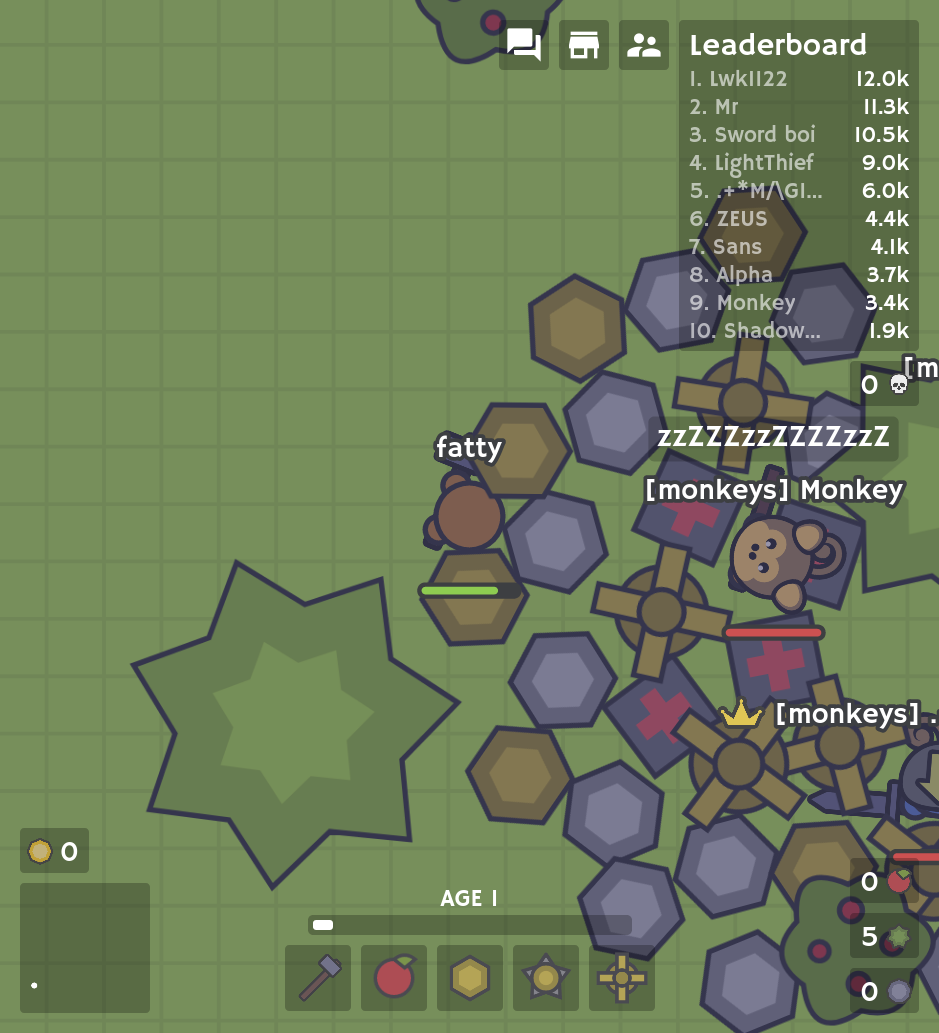 Leaderboard
1. Lwk1122 12.0k
2. Mr 11.3k
3. Sword boi 10.5k
4. LightThief 9.0k
5. .+*M/\GI... 6.0k
6. ZEUS 4.4k
7. Sans 4.1k
8. Alpha 3.7k
9. Monkey 3.4k
10. Shadow... 1.9k
[m
0
zzZZZzzZZZZzzZ
fatty
[monkeys] Monkey
[monkeys] .
0
0
AGE 1
5
0